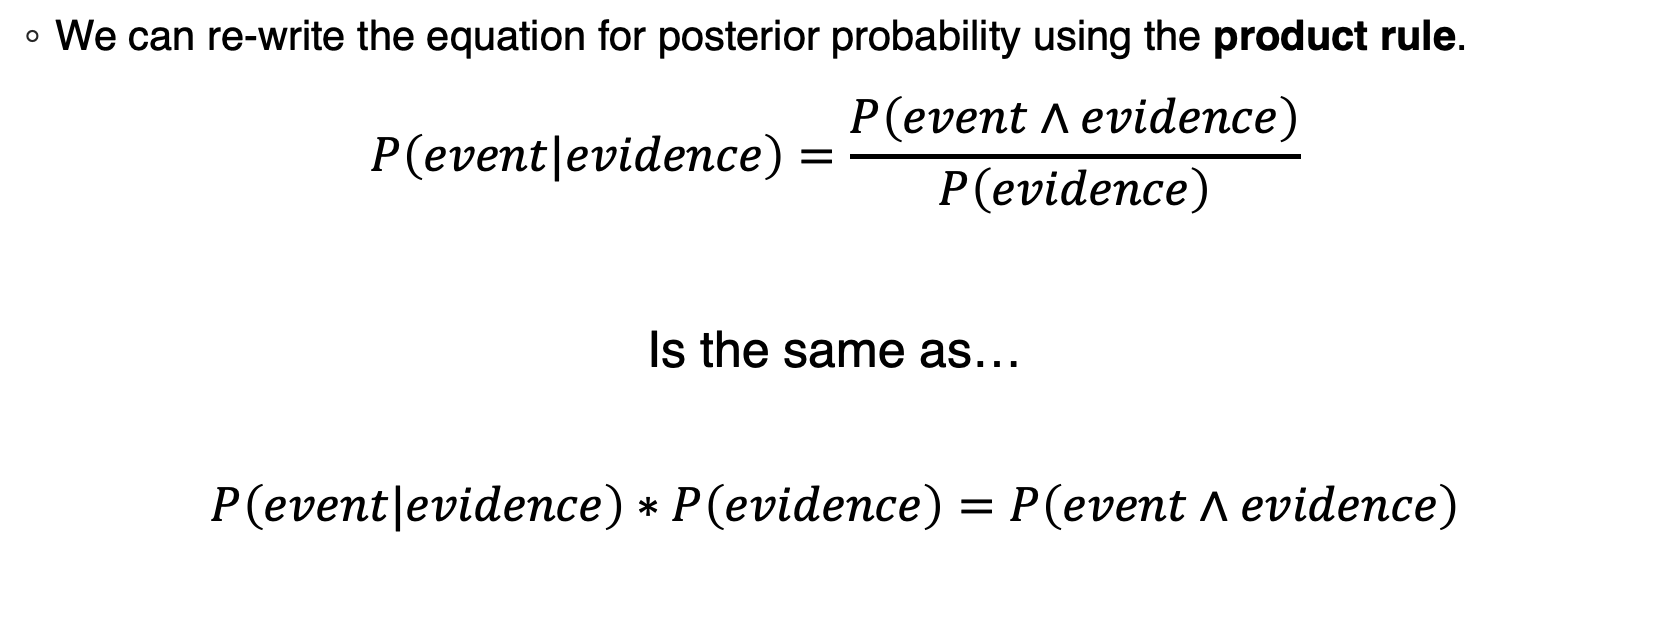 ◦ We can re-write the equation for posterior probability using the product rule.
P(event|evidence) = P(event ∧ evidence) / P(evidence)
Is the same as…
P(event|evidence) * P(evidence) = P(event ∧ evidence)